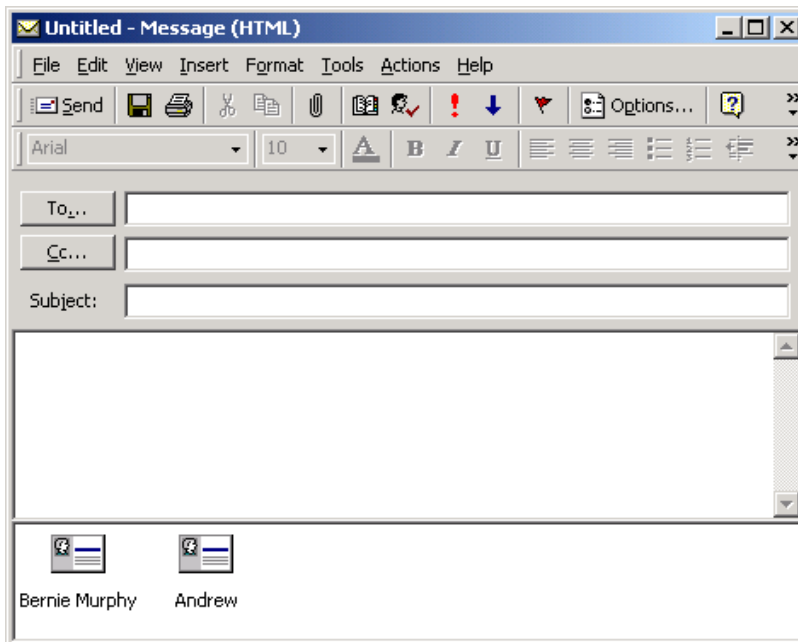 Untitled - Message (HTML)
File Edit View Insert Format Tools Actions Help
Send Options...
Arial 10 A B I U
To...
Cc...
Subject:
Bernie Murphy Andrew